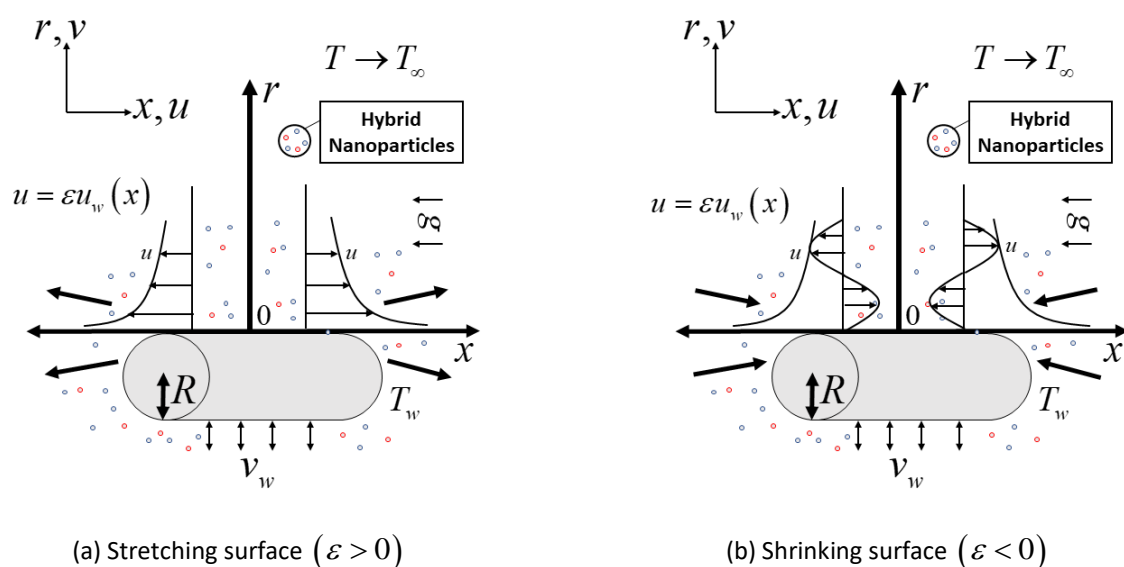 r, v
x, u
T → T∞
r
Hybrid
Nanoparticles
u = εu_w(x)
g
u
u
0
x
R
T_w
v_w
(a) Stretching surface (ε > 0)
r, v
x, u
T → T∞
r
Hybrid
Nanoparticles
u = εu_w(x)
g
u
u
0
x
R
T_w
v_w
(b) Shrinking surface (ε < 0)